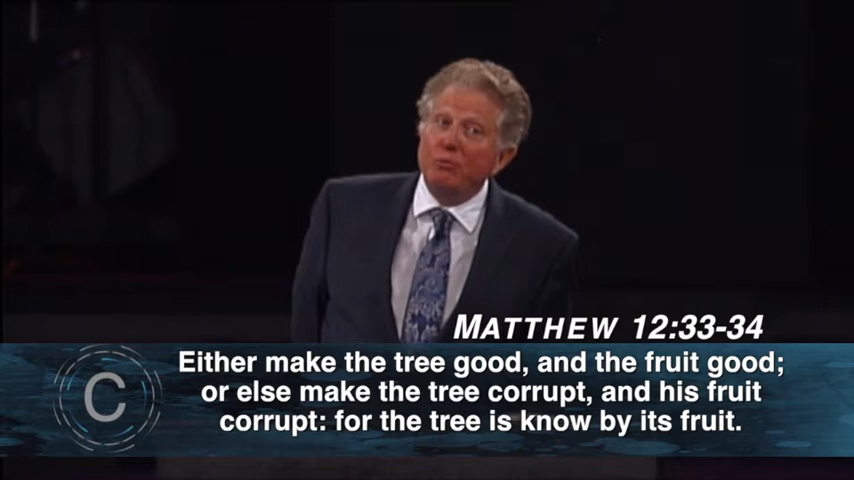 MATTHEW 12:33-34
Either make the tree good, and the fruit good;
or else make the tree corrupt, and his fruit
corrupt: for the tree is know by its fruit.
C